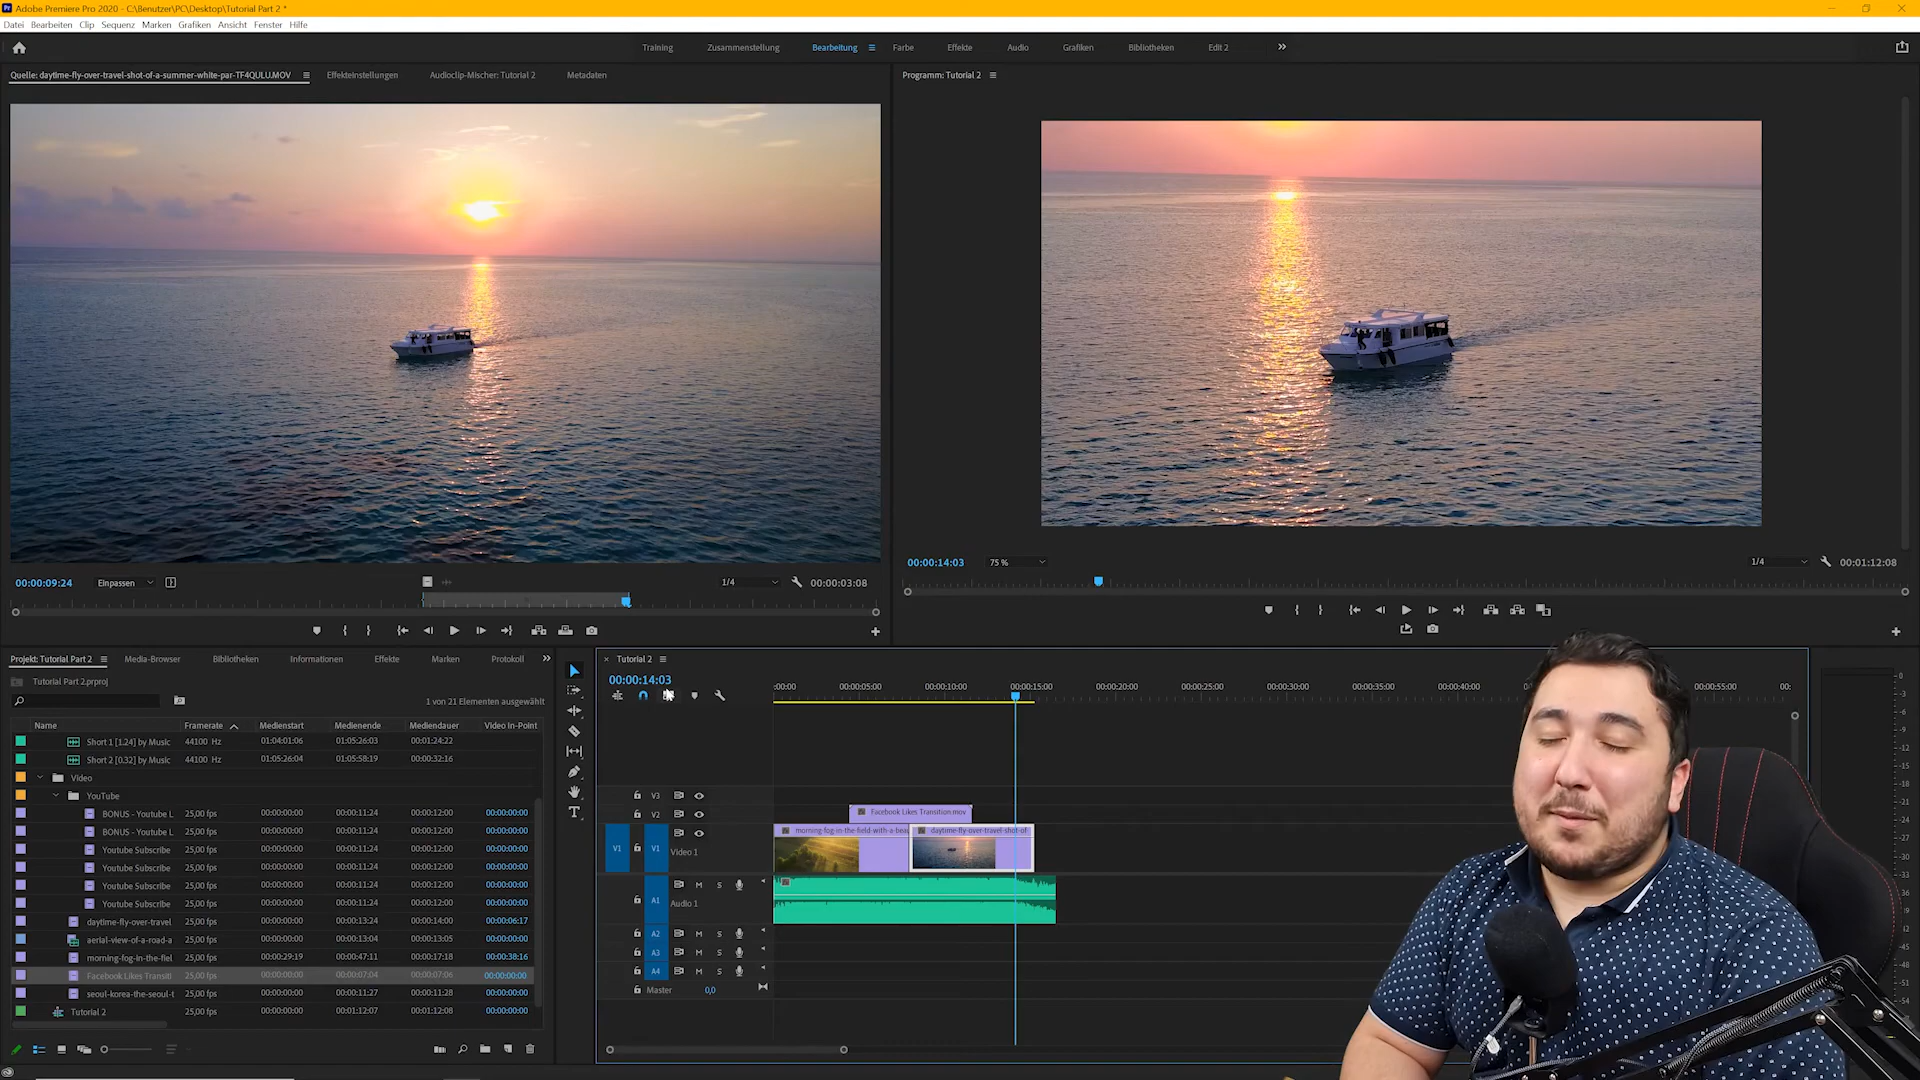 Adobe Premiere Pro 2020 - C:\Benutzer\PC\Desktop\Tutorial Part 2 *
Datei Bearbeiten Clip Sequenz Marken Grafiken Ansicht Fenster Hilfe
Training Zusammenstellung Bearbeitung Farbe Effekte Audio Grafiken Bibliotheken Edit 2
Quelle: daytime-fly-over-travel-shot-of-a-summer-white-par-TF4QULU.MOV Effekteinstellungen Audioclip-Mischer: Tutorial 2 Metadaten
Programm: Tutorial 2
00:00:09:24 Einpassen 1/4 00:00:03:08
00:00:14:03 75 % 1/4 00:01:12:08
Projekt: Tutorial Part 2 Media-Browser Bibliotheken Informationen Effekte Marken Protokoll
Tutorial Part 2.prproj
1 von 21 Elementen ausgewählt
Name Framerate Medienstart Medienende Mediendauer Video In-Point
Short 1 [1.24] by Music 44100 Hz 01:04:01:06 01:05:26:03 00:01:24:22
Short 2 [0.32] by Music 44100 Hz 01:05:26:04 01:05:58:19 00:00:32:16
Video
YouTube
BONUS - Youtube L 25,00 fps 00:00:00:00 00:00:11:24 00:00:12:00 00:00:00:00
BONUS - Youtube L 25,00 fps 00:00:00:00 00:00:11:24 00:00:12:00 00:00:00:00
Youtube Subscribe 25,00 fps 00:00:00:00 00:00:11:24 00:00:12:00 00:00:00:00
Youtube Subscribe 25,00 fps 00:00:00:00 00:00:11:24 00:00:12:00 00:00:00:00
Youtube Subscribe 25,00 fps 00:00:00:00 00:00:11:24 00:00:12:00 00:00:00:00
Youtube Subscribe 25,00 fps 00:00:00:00 00:00:11:24 00:00:12:00 00:00:00:00
daytime-fly-over-travel 25,00 fps 00:00:00:00 00:00:13:24 00:00:14:00 00:00:06:17
aerial-view-of-a-road-a 25,00 fps 00:00:00:00 00:00:13:04 00:00:13:05 00:00:00:00
morning-fog-in-the-fiel 25,00 fps 00:00:29:19 00:00:47:11 00:00:17:18 00:00:38:16
Facebook Likes Transiti 25,00 fps 00:00:00:00 00:00:07:04 00:00:07:06 00:00:00:00
seoul-korea-the-seoul-t 25,00 fps 00:00:00:00 00:00:11:27 00:00:11:28 00:00:00:00
Tutorial 2 25,00 fps 00:00:00:00 00:01:12:07 00:01:12:08 00:00:00:00
Tutorial 2
00:00:14:03
:00:00 00:00:05:00 00:00:10:00 00:00:15:00 00:00:20:00 00:00:25:00 00:00:30:00 00:00:35:00 00:00:40:00 00:00:55:00 00:
V3
V2 Facebook Likes Transition.mov
morning-fog-in-the-field-with-a-beau daytime-fly-over-travel-shot-of
V1 V1 Video 1
M S
A1 Audio 1
A2 M S
A3 M S
A4 M S
Master 0,0